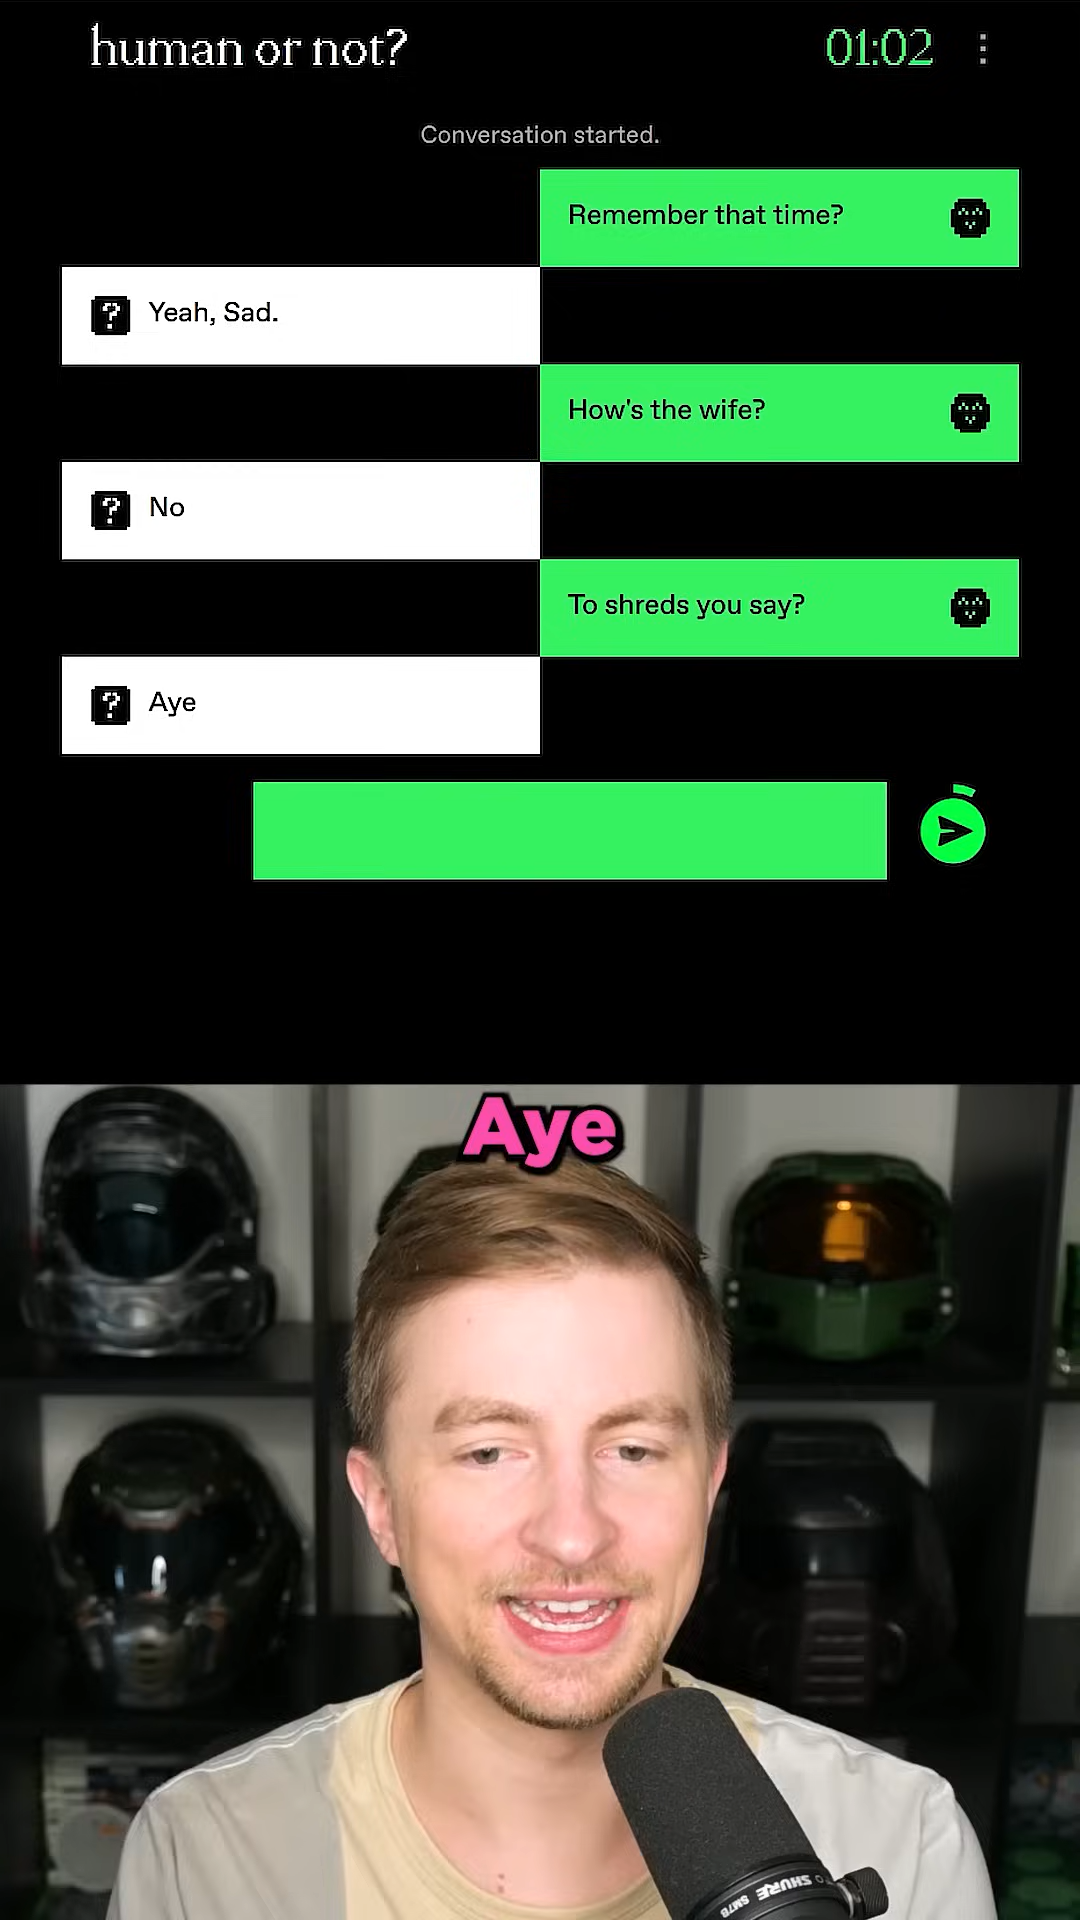 human or not?
01:02
Conversation started.
Remember that time?
Yeah, Sad.
How's the wife?
No
To shreds you say?
Aye
Aye
SHURE SM7B